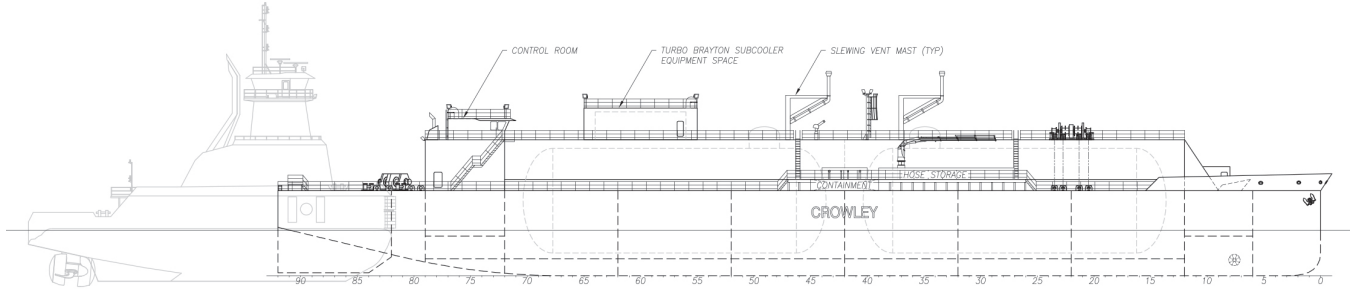 CONTROL ROOM
TURBO BRAYTON SUBCOOLER
EQUIPMENT SPACE
SLEWING VENT MAST (TYP)
HOSE STORAGE
CONTAINMENT
CROWLEY
90 85 80 75 70 65 60 55 50 45 40 35 30 25 20 15 10 5 0